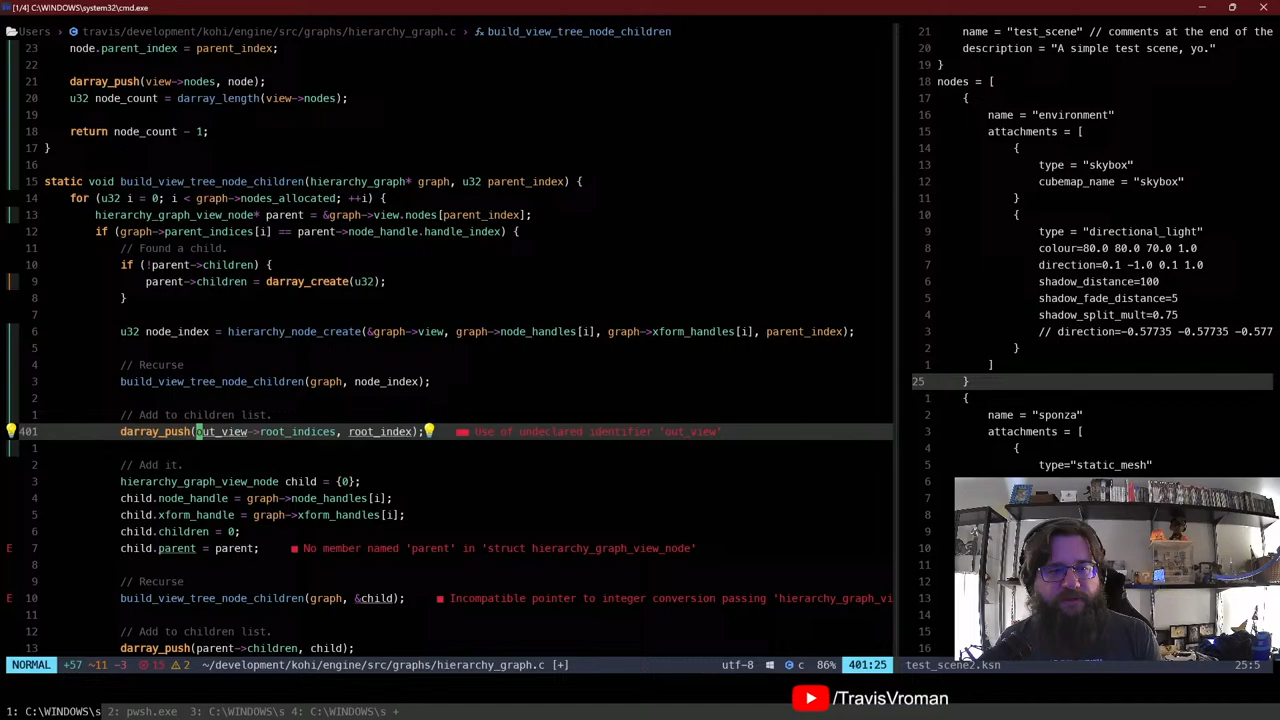 [1/4] C:\WINDOWS\system32\cmd.exe
Users › travis/development/kohi/engine/src/graphs/hierarchy_graph.c › build_view_tree_node_children
23 node.parent_index = parent_index;
22
21 darray_push(view->nodes, node);
20 u32 node_count = darray_length(view->nodes);
19
18 return node_count - 1;
17 }
16
15 static void build_view_tree_node_children(hierarchy_graph* graph, u32 parent_index) {
14 for (u32 i = 0; i < graph->nodes_allocated; ++i) {
13 hierarchy_graph_view_node* parent = &graph->view.nodes[parent_index];
12 if (graph->parent_indices[i] == parent->node_handle.handle_index) {
11 // Found a child.
10 if (!parent->children) {
9 parent->children = darray_create(u32);
8 }
7
6 u32 node_index = hierarchy_node_create(&graph->view, graph->node_handles[i], graph->xform_handles[i], parent_index);
5
4 // Recurse
3 build_view_tree_node_children(graph, node_index);
2
1 // Add to children list.
401 darray_push(out_view->root_indices, root_index); ■■ Use of undeclared identifier 'out_view'
1
2 // Add it.
3 hierarchy_graph_view_node child = {0};
4 child.node_handle = graph->node_handles[i];
5 child.xform_handle = graph->xform_handles[i];
6 child.children = 0;
E 7 child.parent = parent; ■ No member named 'parent' in 'struct hierarchy_graph_view_node'
8
9 // Recurse
E 10 build_view_tree_node_children(graph, &child); ■ Incompatible pointer to integer conversion passing 'hierarchy_graph_vi
11
12 // Add to children list.
13 darray_push(parent->children, child);
NORMAL +57 ~11 -3 15 2 ~/development/kohi/engine/src/graphs/hierarchy_graph.c [+] utf-8 c 86% 401:25
21 name = "test_scene" // comments at the end of the
20 description = "A simple test scene, yo."
19 }
18 nodes = [
17 {
16 name = "environment"
15 attachments = [
14 {
13 type = "skybox"
12 cubemap_name = "skybox"
11 }
10 {
9 type = "directional_light"
8 colour=80.0 80.0 70.0 1.0
7 direction=0.1 -1.0 0.1 1.0
6 shadow_distance=100
5 shadow_fade_distance=5
4 shadow_split_mult=0.75
3 // direction=-0.57735 -0.57735 -0.577
2 }
1 ]
25 }
1 {
2 name = "sponza"
3 attachments = [
4 {
5 type="static_mesh"
6
7
8
9
10
11
12
13
14
15
16
test_scene2.ksn 25:5
/TravisVroman
1: C:\WINDOWS\s 2: pwsh.exe 3: C:\WINDOWS\s 4: C:\WINDOWS\s +